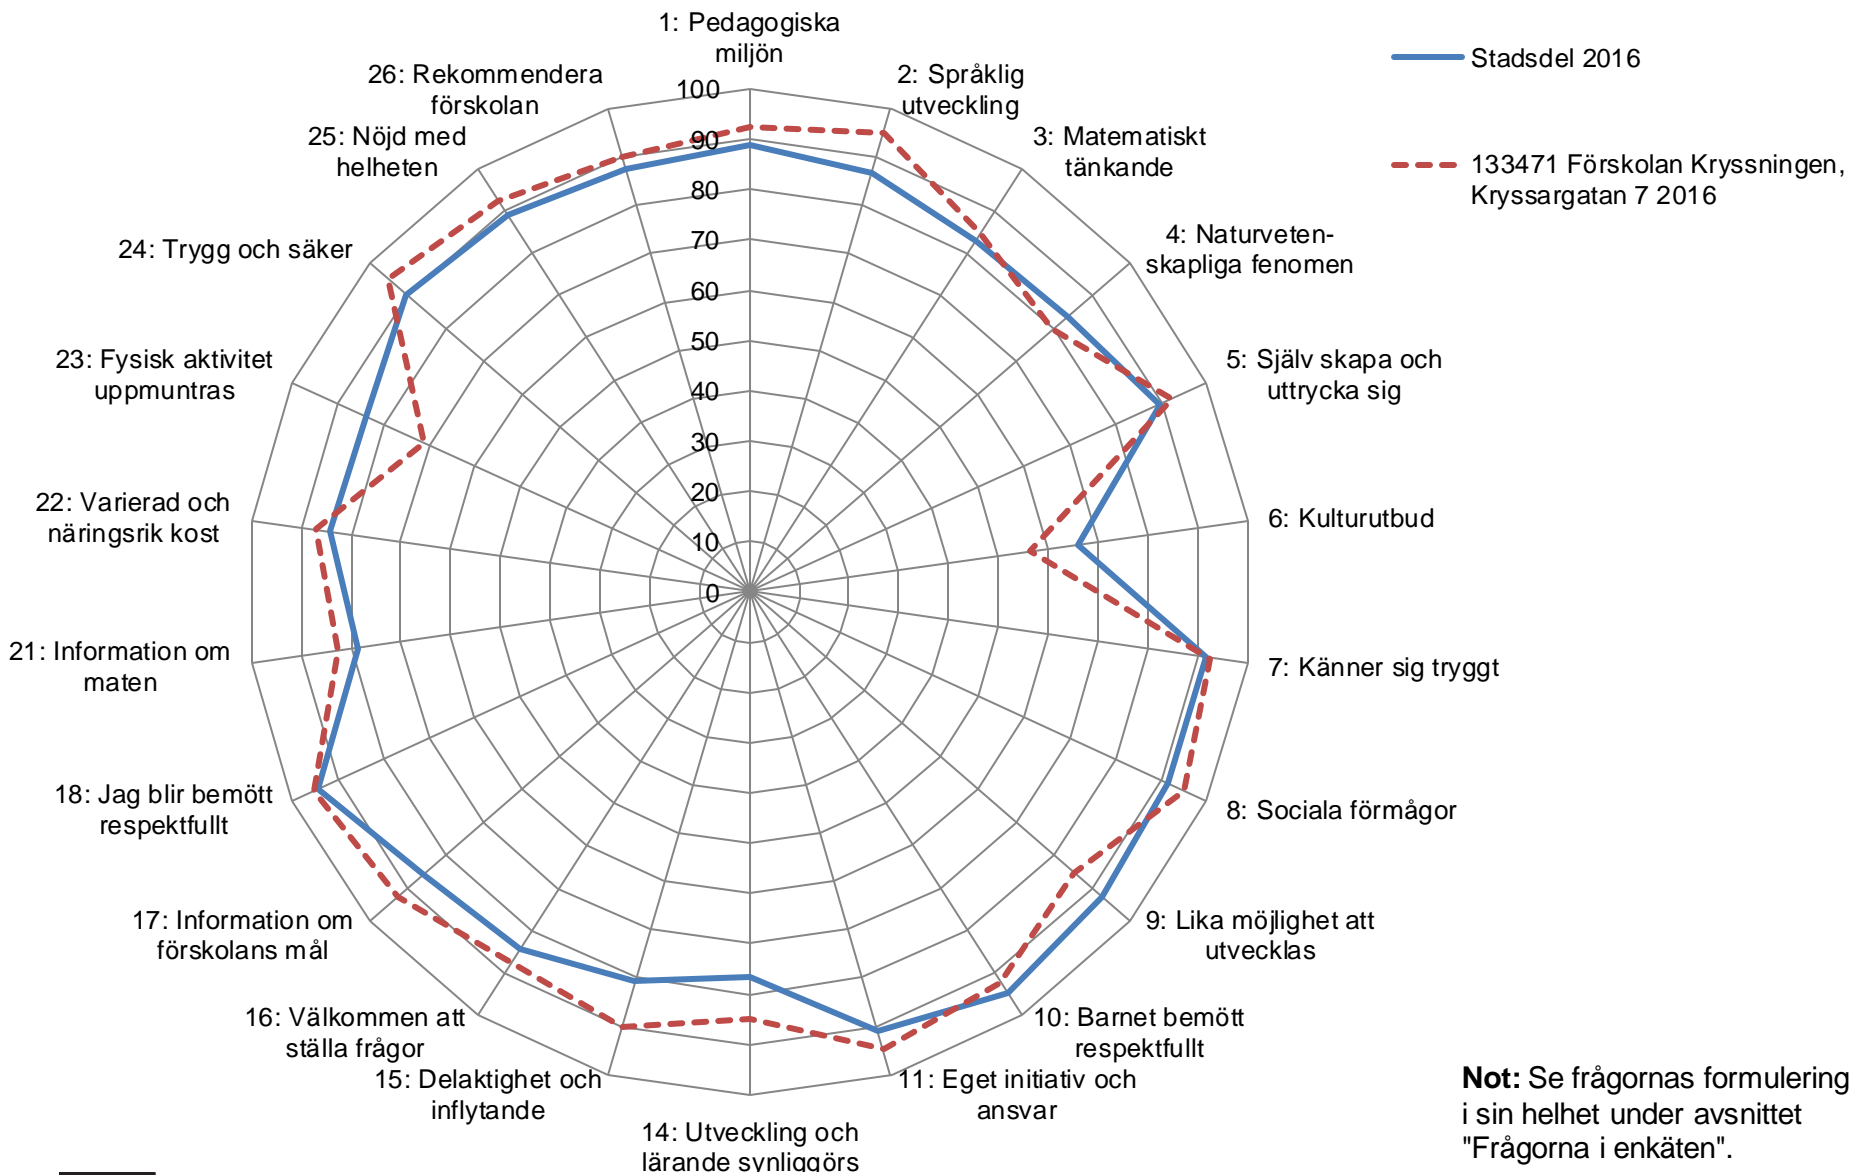 1: Pedagogiska
miljön
2: Språklig
utveckling
3: Matematiskt
tänkande
4: Naturveten-
skapliga fenomen
5: Själv skapa och
uttrycka sig
6: Kulturutbud
7: Känner sig tryggt
8: Sociala förmågor
9: Lika möjlighet att
utvecklas
10: Barnet bemött
respektfullt
11: Eget initiativ och
ansvar
14: Utveckling och
lärande synliggörs
15: Delaktighet och
inflytande
16: Välkommen att
ställa frågor
17: Information om
förskolans mål
18: Jag blir bemött
respektfullt
21: Information om
maten
22: Varierad och
näringsrik kost
23: Fysisk aktivitet
uppmuntras
24: Trygg och säker
25: Nöjd med
helheten
26: Rekommendera
förskolan
100
90
80
70
60
50
40
30
20
10
0
Stadsdel 2016
133471 Förskolan Kryssningen,
Kryssargatan 7 2016
Not: Se frågornas formulering
i sin helhet under avsnittet
"Frågorna i enkäten".